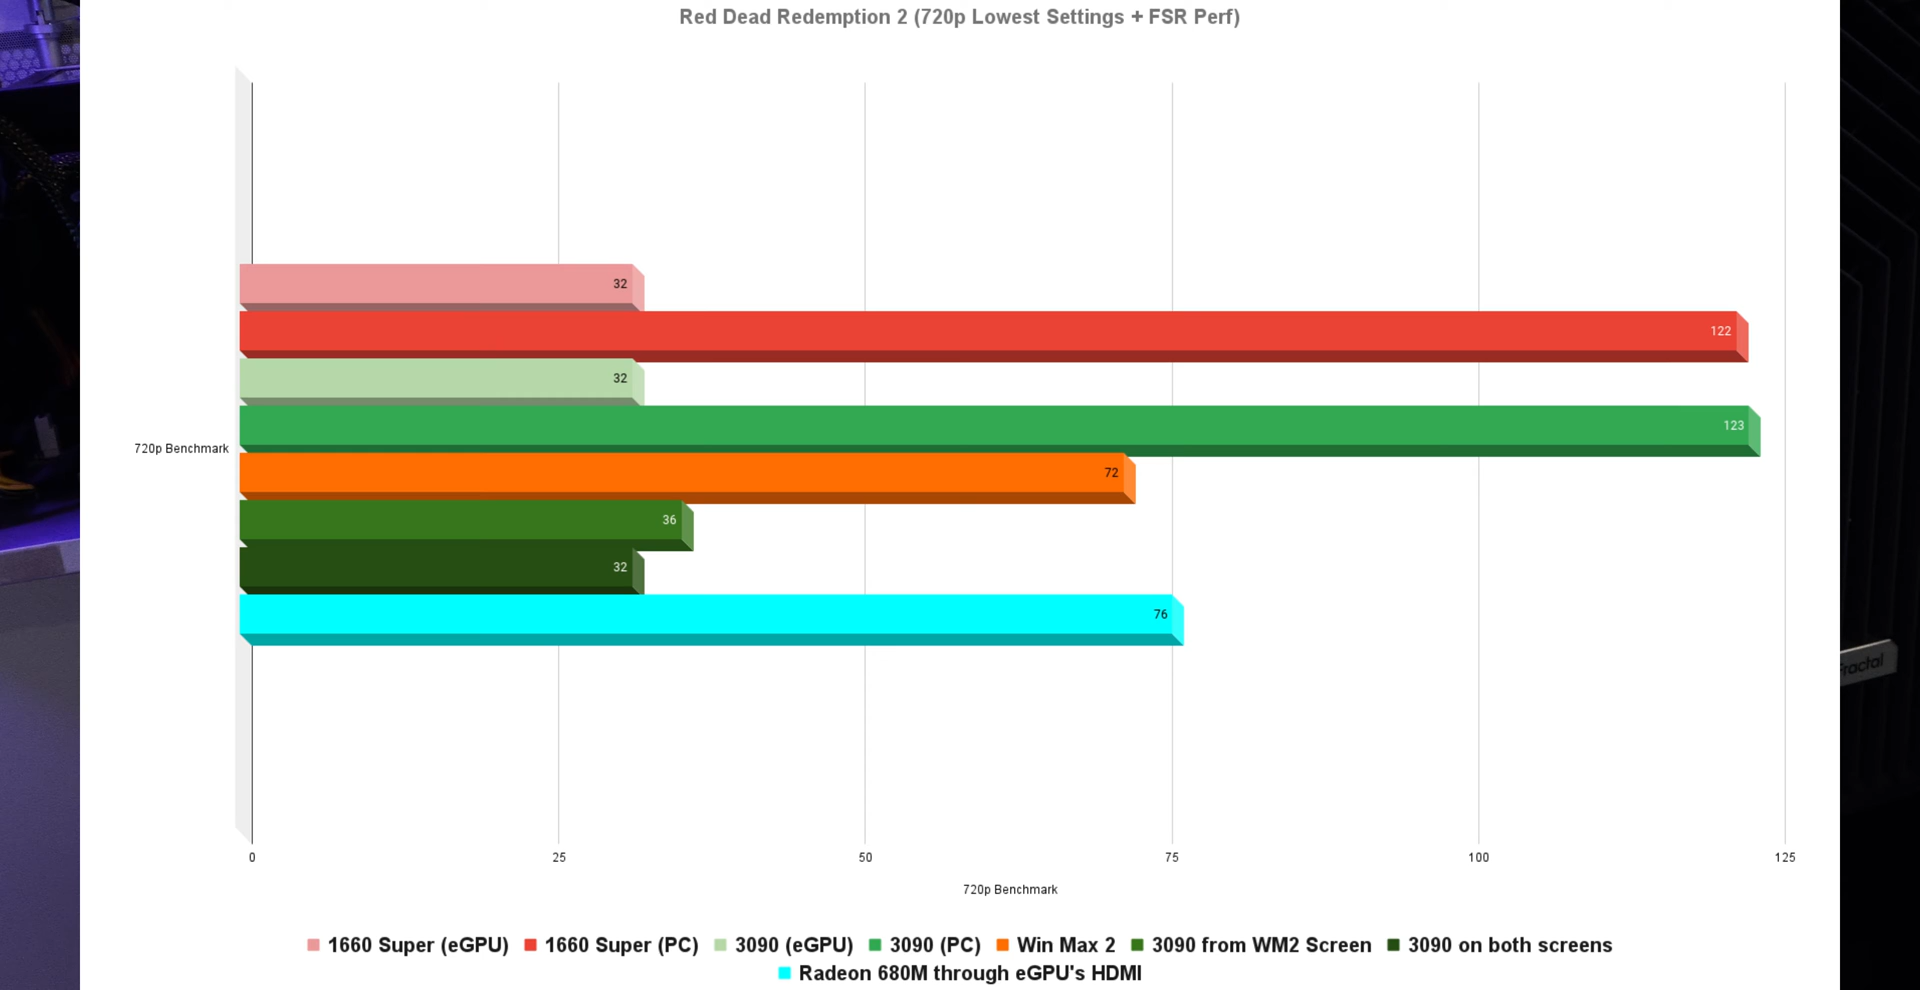 Red Dead Redemption 2 (720p Lowest Settings + FSR Perf)
32
122
32
123
720p Benchmark
72
36
32
76
0 25 50 75 100 125
720p Benchmark
1660 Super (eGPU) 1660 Super (PC) 3090 (eGPU) 3090 (PC) Win Max 2 3090 from WM2 Screen 3090 on both screens
Radeon 680M through eGPU's HDMI
Fractal